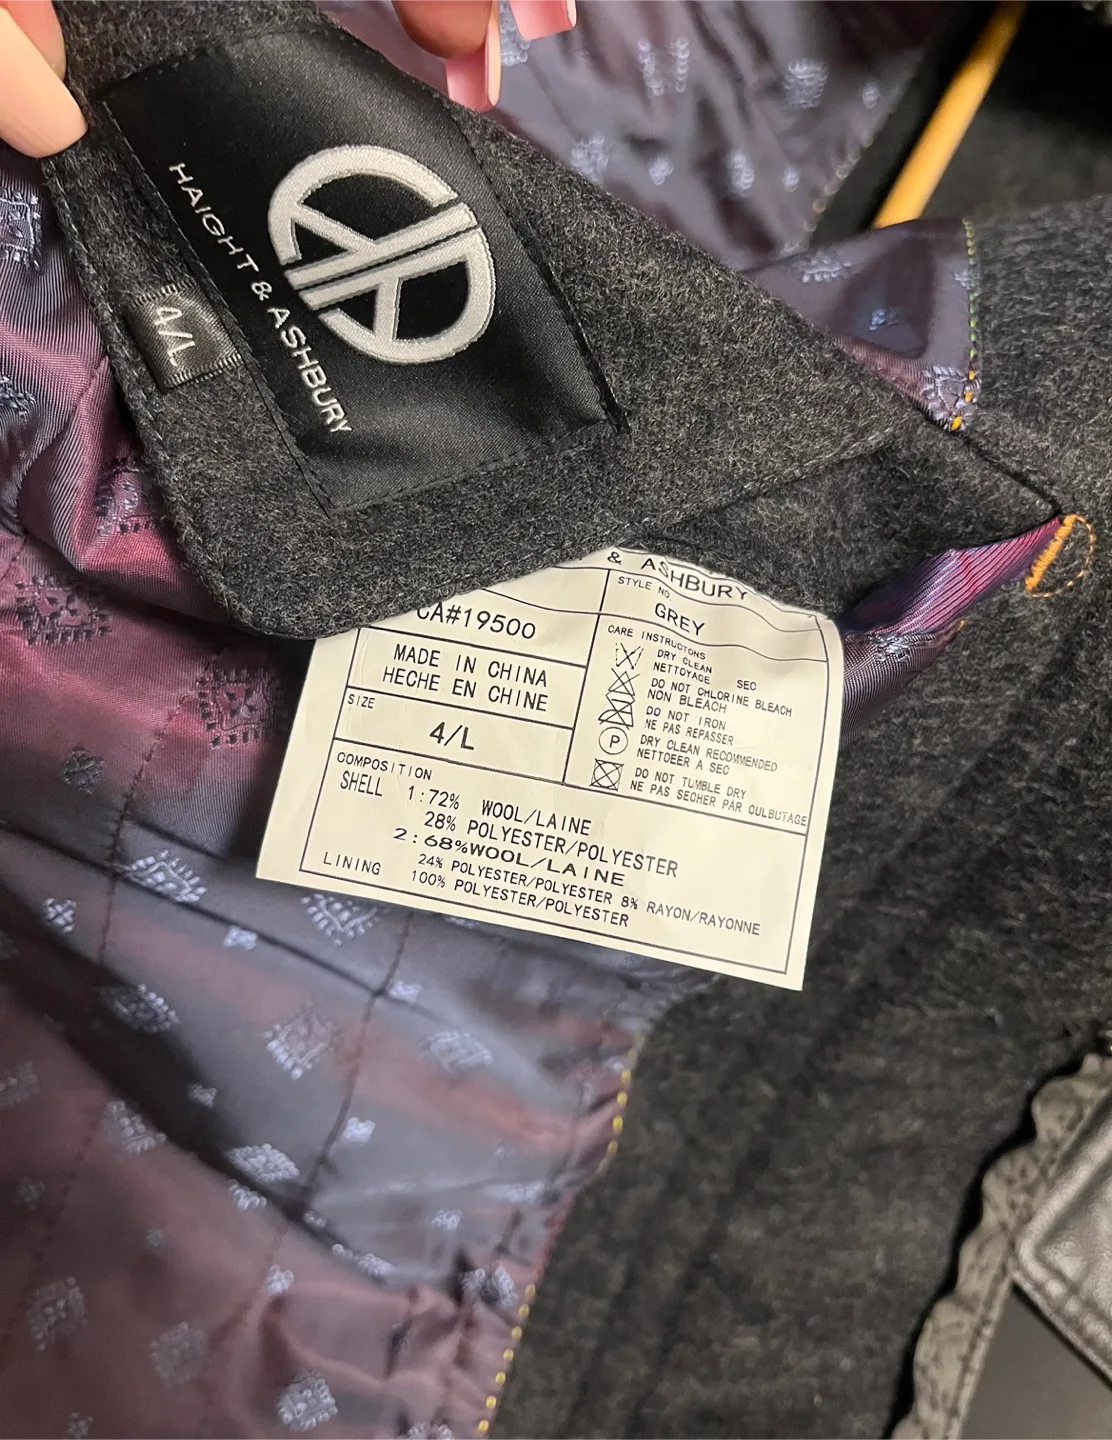 HAIGHT & ASHBURY
4/L
& ASHBURY
STYLE NO
GREY
CA#19500
MADE IN CHINA
HECHE EN CHINE
SIZE
4/L
CARE INSTRUCTONS
DRY CLEAN
NETTOYAGE SEC
DO NOT CHLORINE BLEACH
NON BLEACH
DO NOT IRON
NE PAS REPASSER
P
DRY CLEAN RECOMMENDED
NETTOEER A SEC
DO NOT TUMBLE DRY
NE PAS SECHER PAR CULBUTAGE
COMPOSITION
SHELL 1:72% WOOL/LAINE
28% POLYESTER/POLYESTER
2:68%WOOL/LAINE
24% POLYESTER/POLYESTER 8% RAYON/RAYONNE
LINING 100% POLYESTER/POLYESTER